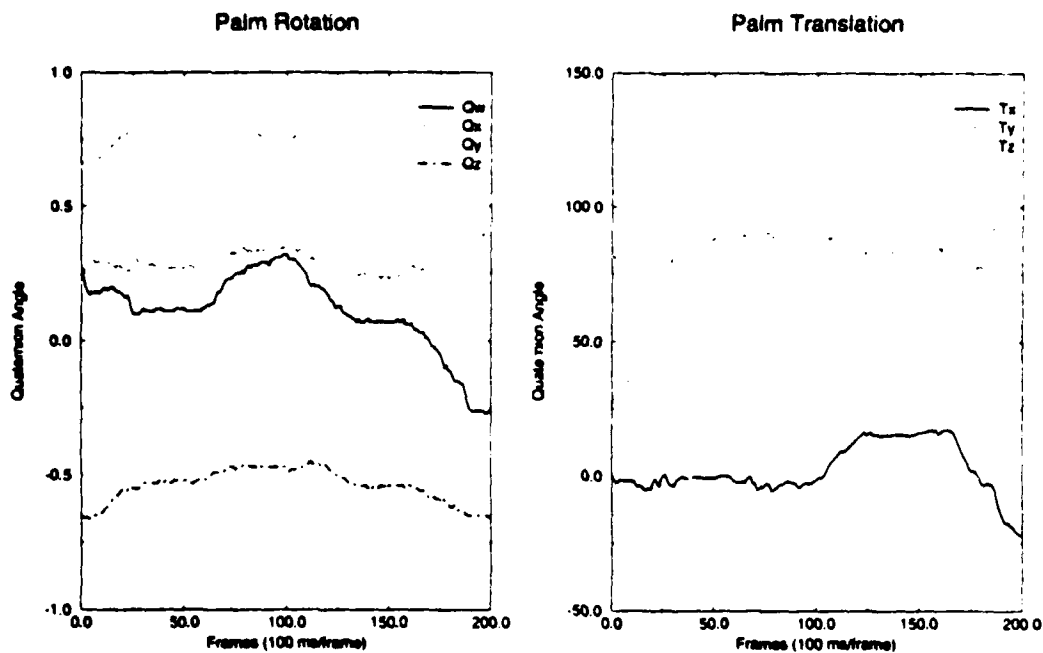 Palm Rotation
1.0
0.5
0.0
-0.5
-1.0
Quaternion Angle
Qw
Qx
Qy
Qz
0.0 50.0 100.0 150.0 200.0
Frames (100 ms/frame)
Palm Translation
150.0
100.0
50.0
0.0
-50.0
Quate nion Angle
Tx
Ty
Tz
0.0 50.0 100.0 150.0 200.0
Frames (100 ms/frame)